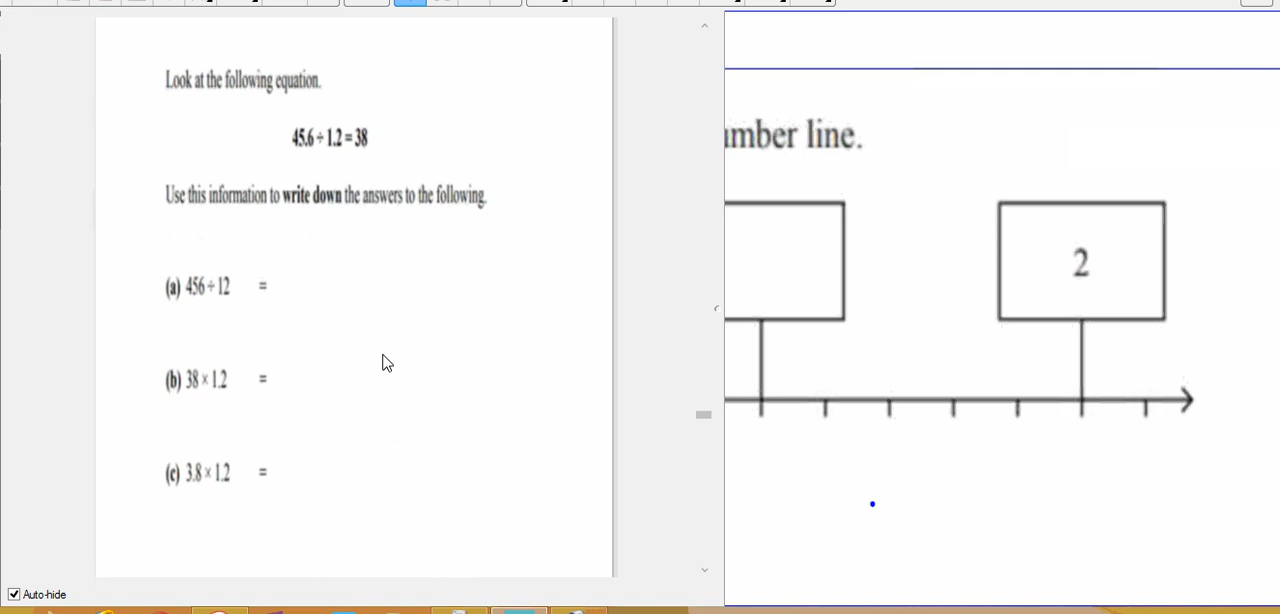 Look at the following equation.
45.6 ÷ 1.2 = 38
Use this information to write down the answers to the following.
(a) 456 ÷ 12 =
(b) 38 × 1.2 =
(c) 3.8 × 1.2 =
umber line.
2
Auto-hide